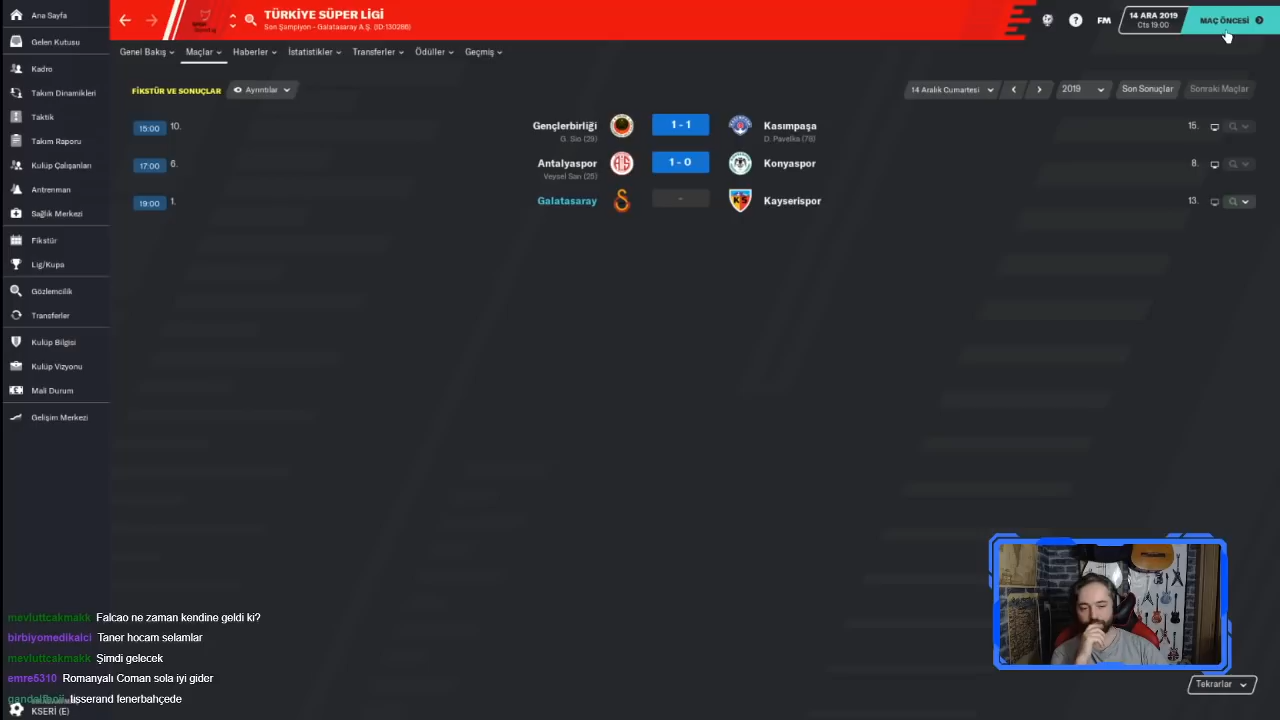 Ana Sayfa
Gelen Kutusu
Kadro
Takım Dinamikleri
Taktik
Takım Raporu
Kulüp Çalışanları
Antrenman
Sağlık Merkezi
Fikstür
Lig/Kupa
Gözlemcilik
Transferler
Kulüp Bilgisi
Kulüp Vizyonu
Mali Durum
Gelişim Merkezi
KSERİ (E)
TÜRKİYE SÜPER LİGİ
Son Şampiyon - Galatasaray A.Ş. (ID:130286)
FM
14 ARA 2019
Cts 19:00
MAÇ ÖNCESİ
Genel Bakış
Maçlar
Haberler
İstatistikler
Transferler
Ödüller
Geçmiş
FİKSTÜR VE SONUÇLAR
Ayrıntılar
14 Aralık Cumartesi
2019
Son Sonuçlar
Sonraki Maçlar
15:00 10. Gençlerbirliği 1 - 1 Kasımpaşa 15.
G. Sio (29) D. Pavelka (79)
17:00 6. Antalyaspor 1 - 0 Konyaspor 8.
Veysel Sarı (25)
19:00 1. Galatasaray - Kayserispor 13.
mevluttcakmakk Falcao ne zaman kendine geldi ki?
birbiyomedikalci Taner hocam selamlar
mevluttcakmakk Şimdi gelecek
emre5310 Romanyalı Coman sola iyi gider
lisserand fenerbahçede
Tekrarlar